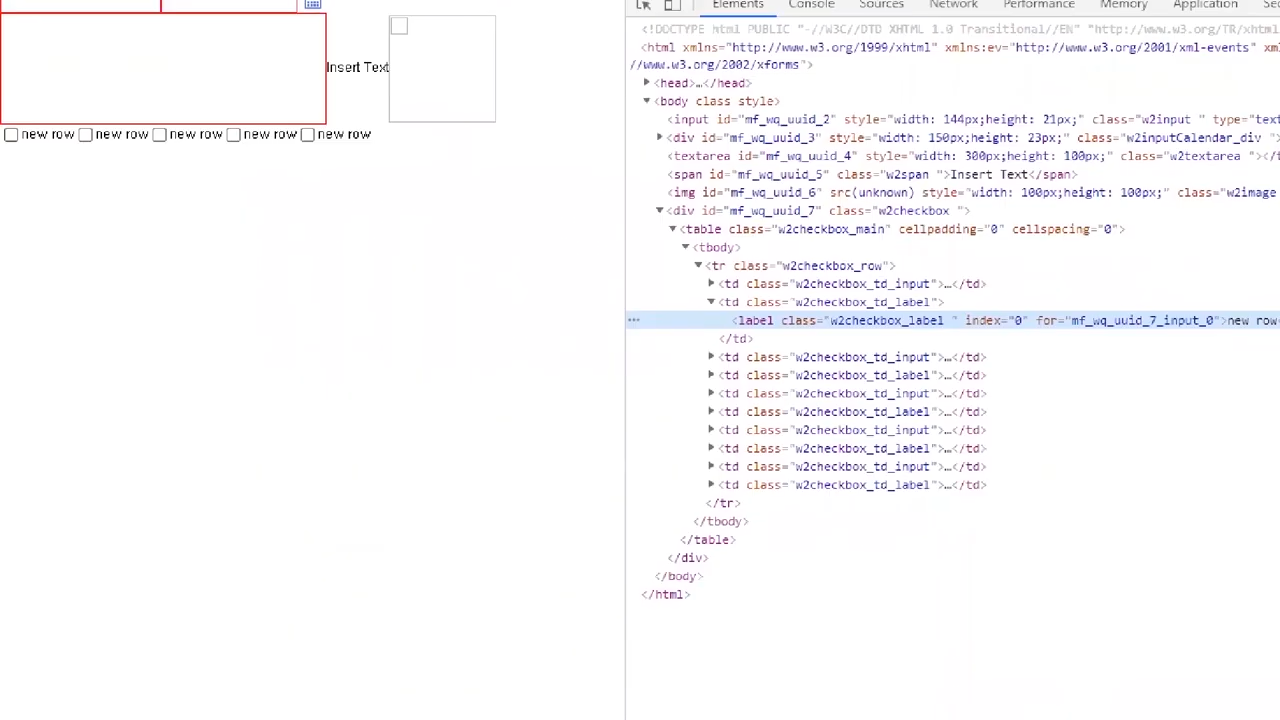 Elements Console Sources Network Performance Memory Application
Insert Text
new row new row new row new row new row
<!DOCTYPE html PUBLIC "-//W3C//DTD XHTML 1.0 Transitional//EN" "http://www.w3.org/TR/xhtml
<html xmlns="http://www.w3.org/1999/xhtml" xmlns:ev="http://www.w3.org/2001/xml-events"
//www.w3.org/2002/xforms">
<head>…</head>
<body class style>
<input id="mf_wq_uuid_2" style="width: 144px;height: 21px;" class="w2input " type="text
<div id="mf_wq_uuid_3" style="width: 150px;height: 23px;" class="w2inputCalendar_div ">
<textarea id="mf_wq_uuid_4" style="width: 300px;height: 100px;" class="w2textarea "></t
<span id="mf_wq_uuid_5" class="w2span ">Insert Text</span>
<img id="mf_wq_uuid_6" src(unknown) style="width: 100px;height: 100px;" class="w2image
<div id="mf_wq_uuid_7" class="w2checkbox ">
<table class="w2checkbox_main" cellpadding="0" cellspacing="0">
<tbody>
<tr class="w2checkbox_row">
<td class="w2checkbox_td_input">…</td>
<td class="w2checkbox_td_label">
<label class="w2checkbox_label " index="0" for="mf_wq_uuid_7_input_0">new row<
</td>
<td class="w2checkbox_td_input">…</td>
<td class="w2checkbox_td_label">…</td>
<td class="w2checkbox_td_input">…</td>
<td class="w2checkbox_td_label">…</td>
<td class="w2checkbox_td_input">…</td>
<td class="w2checkbox_td_label">…</td>
<td class="w2checkbox_td_input">…</td>
<td class="w2checkbox_td_label">…</td>
</tr>
</tbody>
</table>
</div>
</body>
</html>